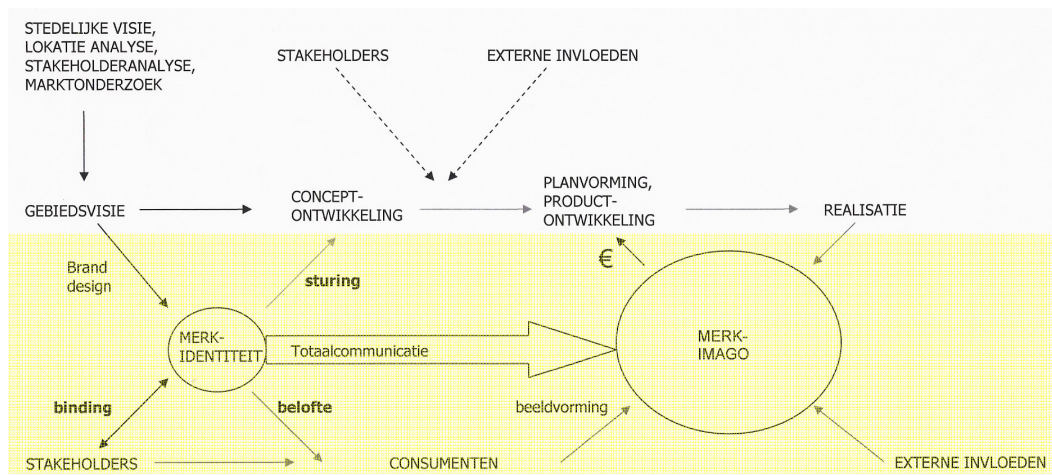 STEDELIJKE VISIE,
LOKATIE ANALYSE,
STAKEHOLDERANALYSE,
MARKTONDERZOEK
STAKEHOLDERS
EXTERNE INVLOEDEN
GEBIEDSVISIE
CONCEPT-
ONTWIKKELING
PLANVORMING,
PRODUCT-
ONTWIKKELING
REALISATIE
Brand
design
sturing
€
MERK-
IDENTITEIT
Totaalcommunicatie
MERK-
IMAGO
binding
belofte
beeldvorming
STAKEHOLDERS
CONSUMENTEN
EXTERNE INVLOEDEN